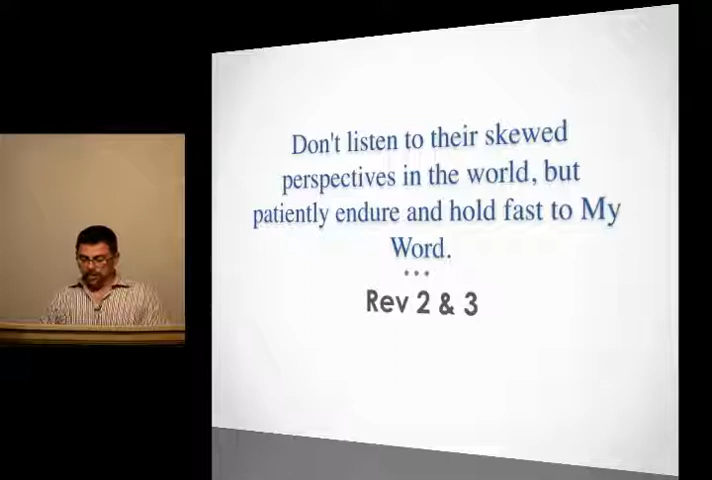 Don't listen to their skewed
perspectives in the world, but
patiently endure and hold fast to My
Word.
Rev 2 & 3